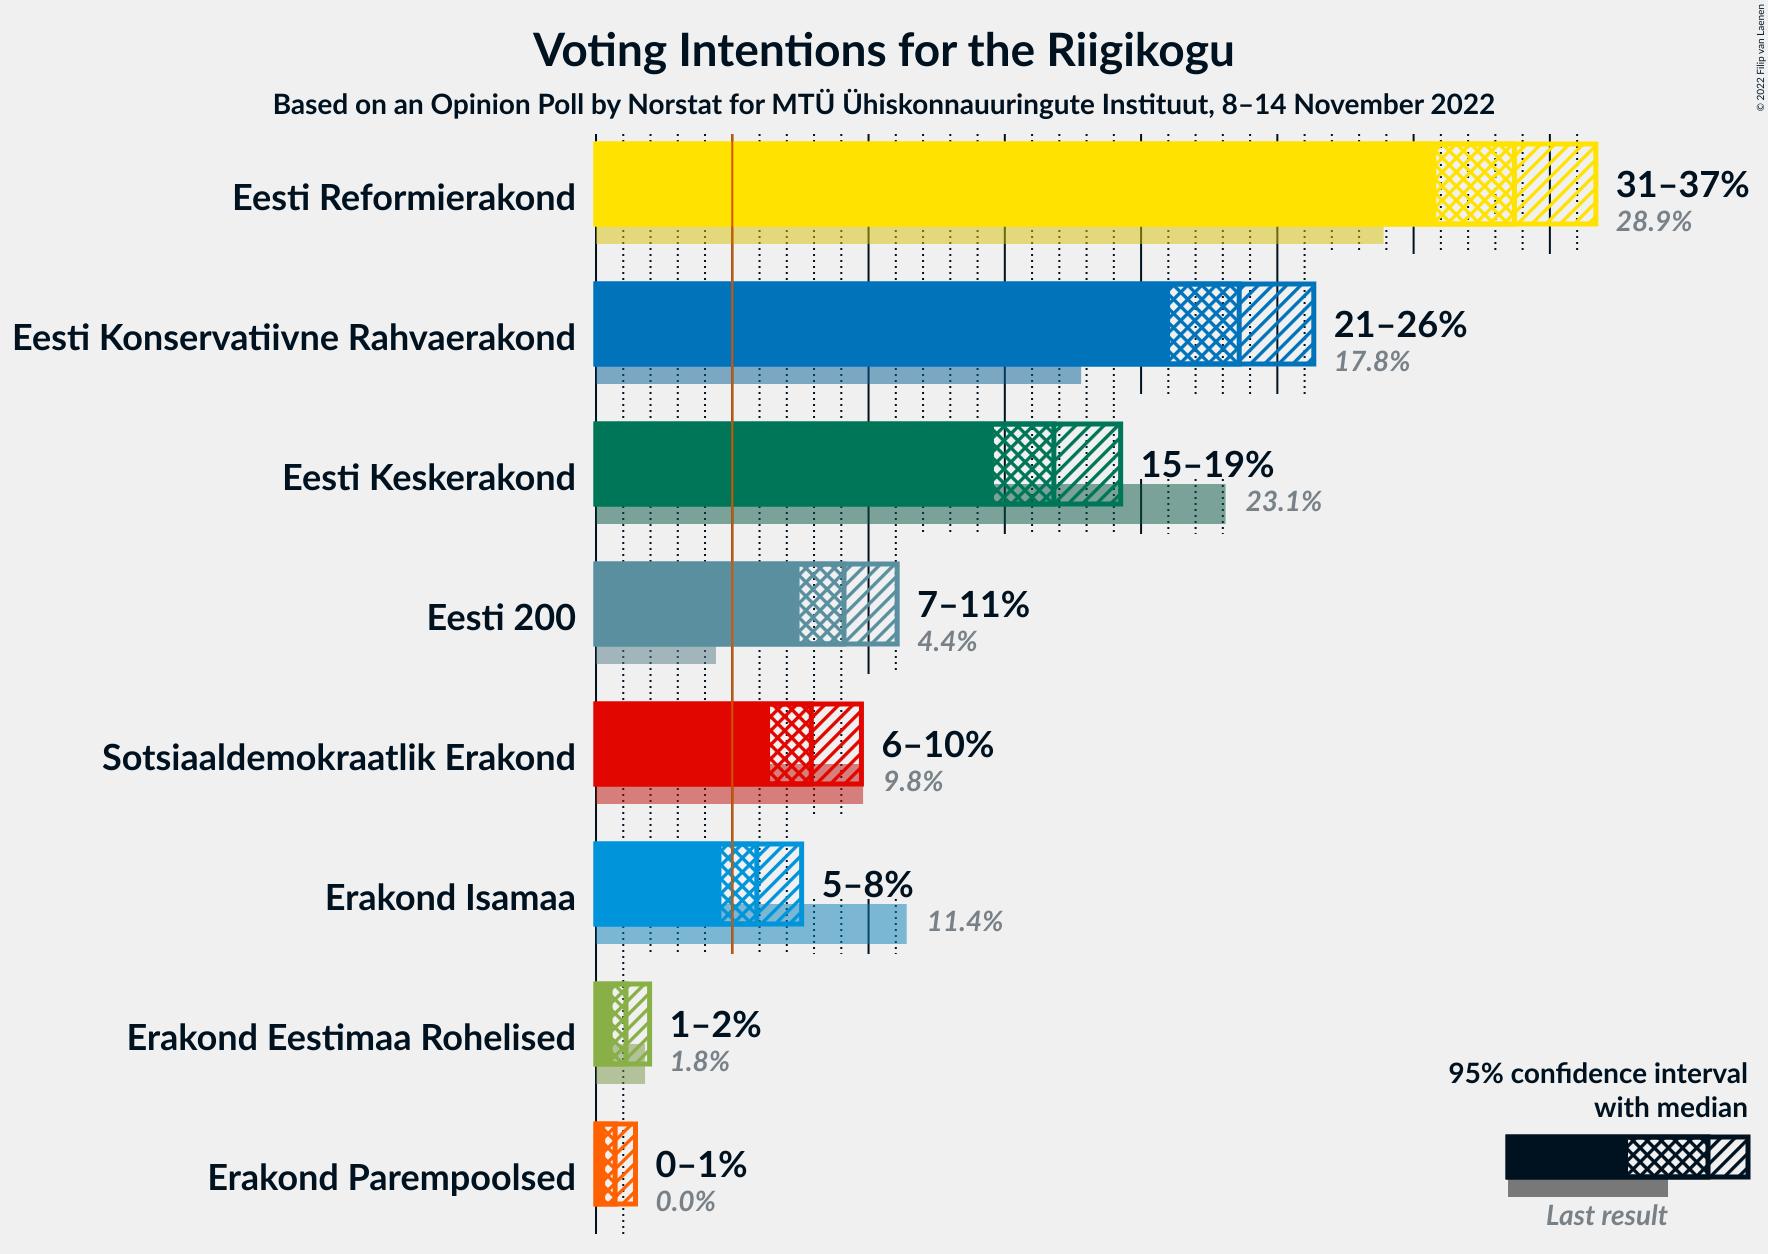 Voting Intentions for the Riigikogu
Based on an Opinion Poll by Norstat for MTÜ Ühiskonnauuringute Instituut, 8–14 November 2022
© 2022 Filip van Laenen
Eesti Reformierakond
31–37%
28.9%
Eesti Konservatiivne Rahvaerakond
21–26%
17.8%
Eesti Keskerakond
15–19%
23.1%
Eesti 200
7–11%
4.4%
Sotsiaaldemokraatlik Erakond
6–10%
9.8%
Erakond Isamaa
5–8%
11.4%
Erakond Eestimaa Rohelised
1–2%
1.8%
Erakond Parempoolsed
0–1%
0.0%
95% confidence interval
with median
Last result